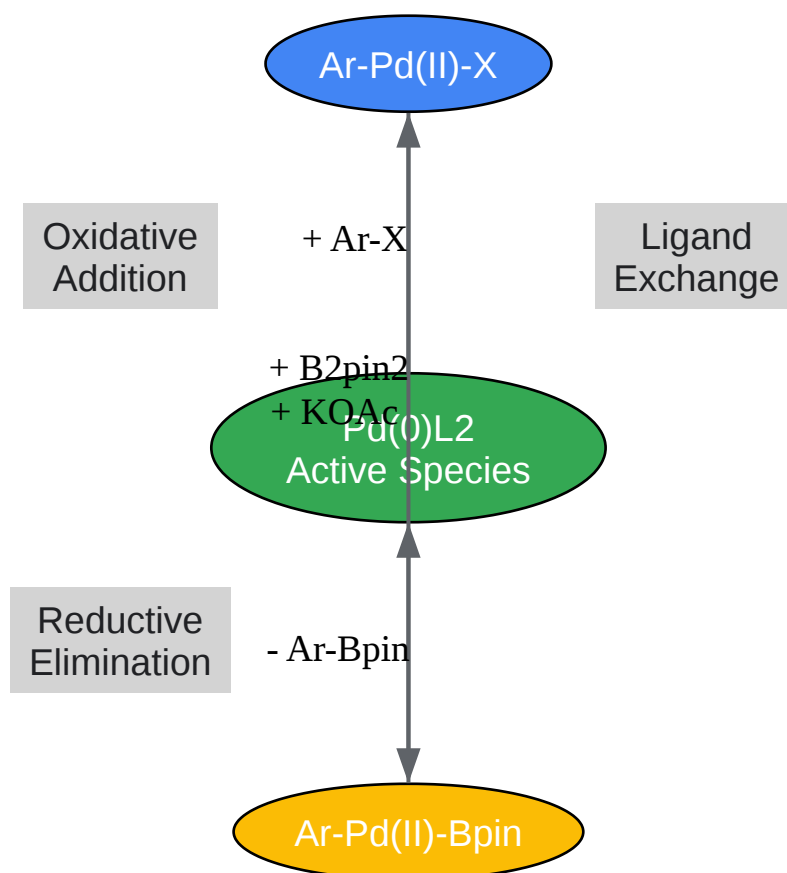 Ar-Pd(II)-X
Oxidative
Addition
+ Ar-X
Ligand
Exchange
+ B2pin2
+ KOAc
Pd(0)L2
Active Species
Reductive
Elimination
- Ar-Bpin
Ar-Pd(II)-Bpin